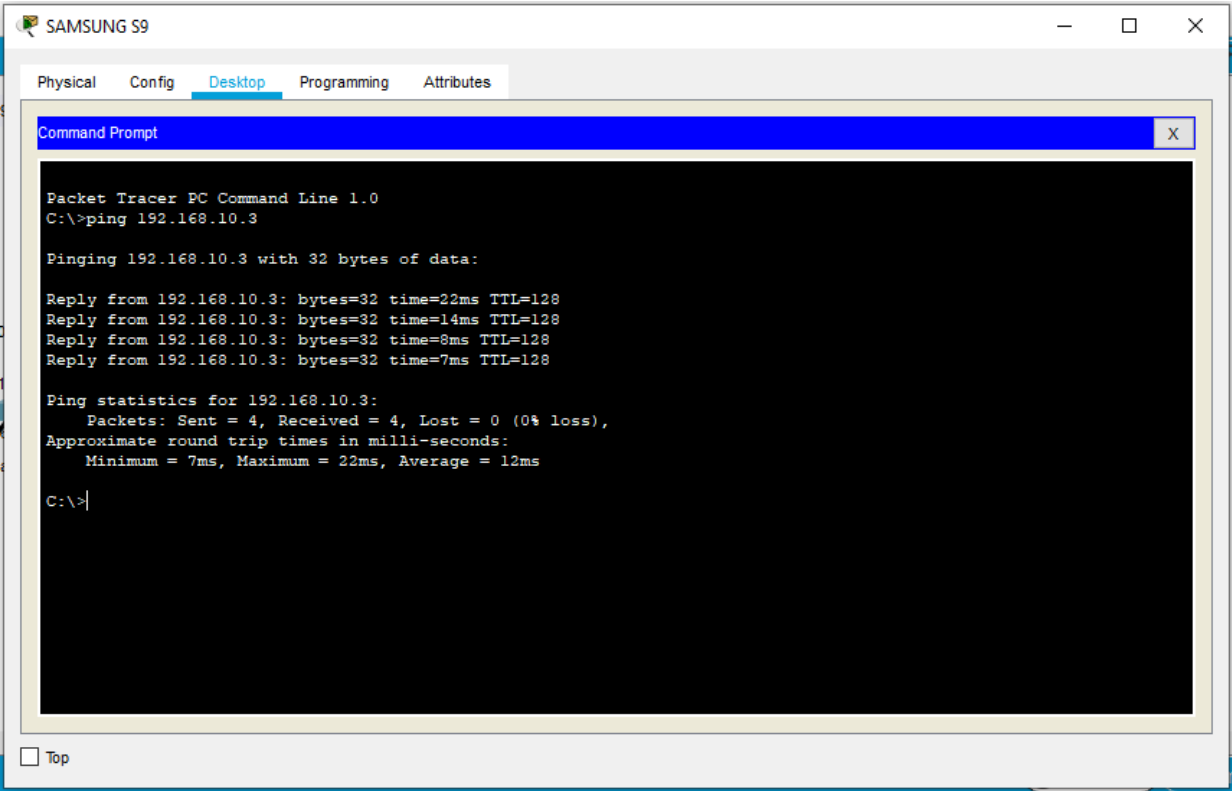 SAMSUNG S9
Physical Config Desktop Programming Attributes
Command Prompt
X
Packet Tracer PC Command Line 1.0
C:\>ping 192.168.10.3
Pinging 192.168.10.3 with 32 bytes of data:
Reply from 192.168.10.3: bytes=32 time=22ms TTL=128
Reply from 192.168.10.3: bytes=32 time=14ms TTL=128
Reply from 192.168.10.3: bytes=32 time=8ms TTL=128
Reply from 192.168.10.3: bytes=32 time=7ms TTL=128
Ping statistics for 192.168.10.3:
Packets: Sent = 4, Received = 4, Lost = 0 (0% loss),
Approximate round trip times in milli-seconds:
Minimum = 7ms, Maximum = 22ms, Average = 12ms
C:\>
Top